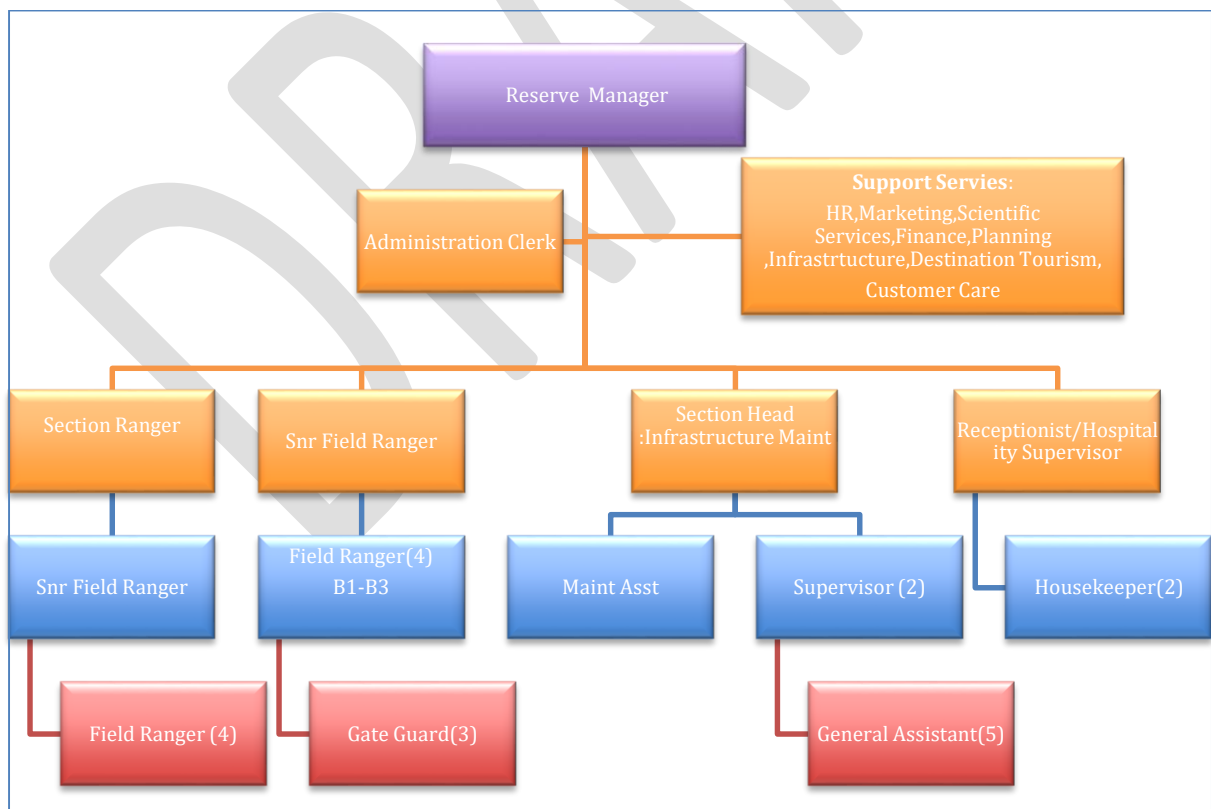 Reserve  Manager
Administration Clerk
Support Servies:
HR,Marketing,Scientific
Services,Finance,Planning
,Infrastrtucture,Destination Tourism,
Customer Care
Section Ranger
Snr Field Ranger
Section Head
:Infrastructure Maint
Receptionist/Hospital
ity Supervisor
Snr Field Ranger
Field Ranger(4)
B1-B3
Maint Asst
Supervisor (2)
Housekeeper(2)
Field Ranger (4)
Gate Guard(3)
General Assistant(5)
DRA